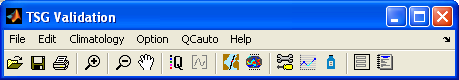 TSG Validation
File Edit Climatology Option QCauto Help
Q